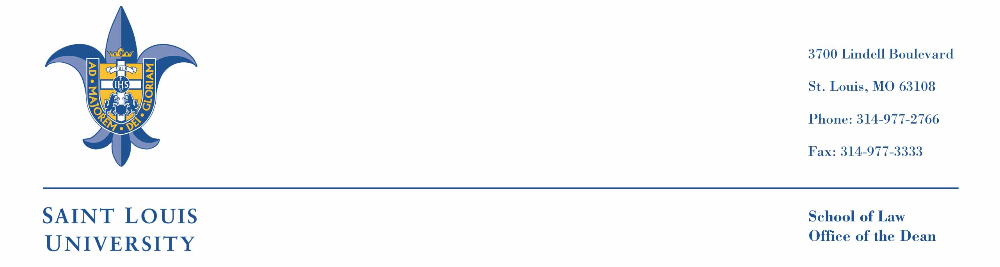 1818
IHS
AD • MAJOREM • DEI • GLORIAM
3700 Lindell Boulevard
St. Louis, MO 63108
Phone: 314-977-2766
Fax: 314-977-3333
SAINT LOUIS
UNIVERSITY
School of Law
Office of the Dean